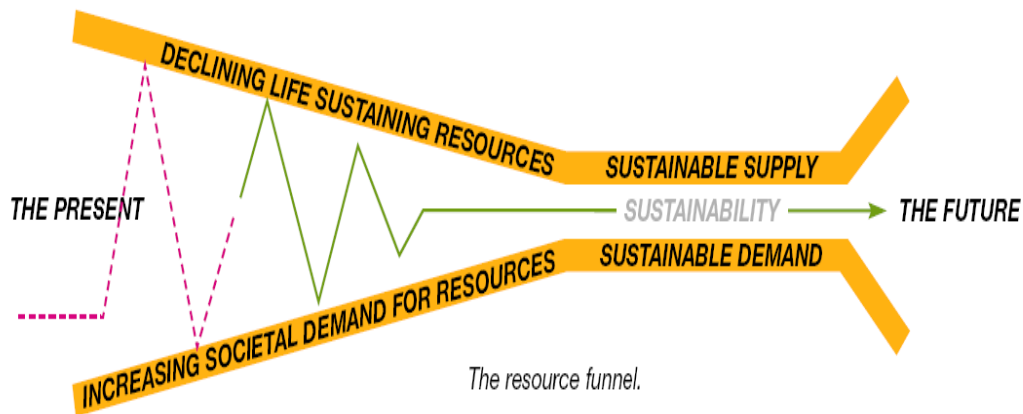 DECLINING LIFE SUSTAINING RESOURCES
SUSTAINABLE SUPPLY
THE PRESENT
SUSTAINABILITY
THE FUTURE
SUSTAINABLE DEMAND
INCREASING SOCIETAL DEMAND FOR RESOURCES
The resource funnel.